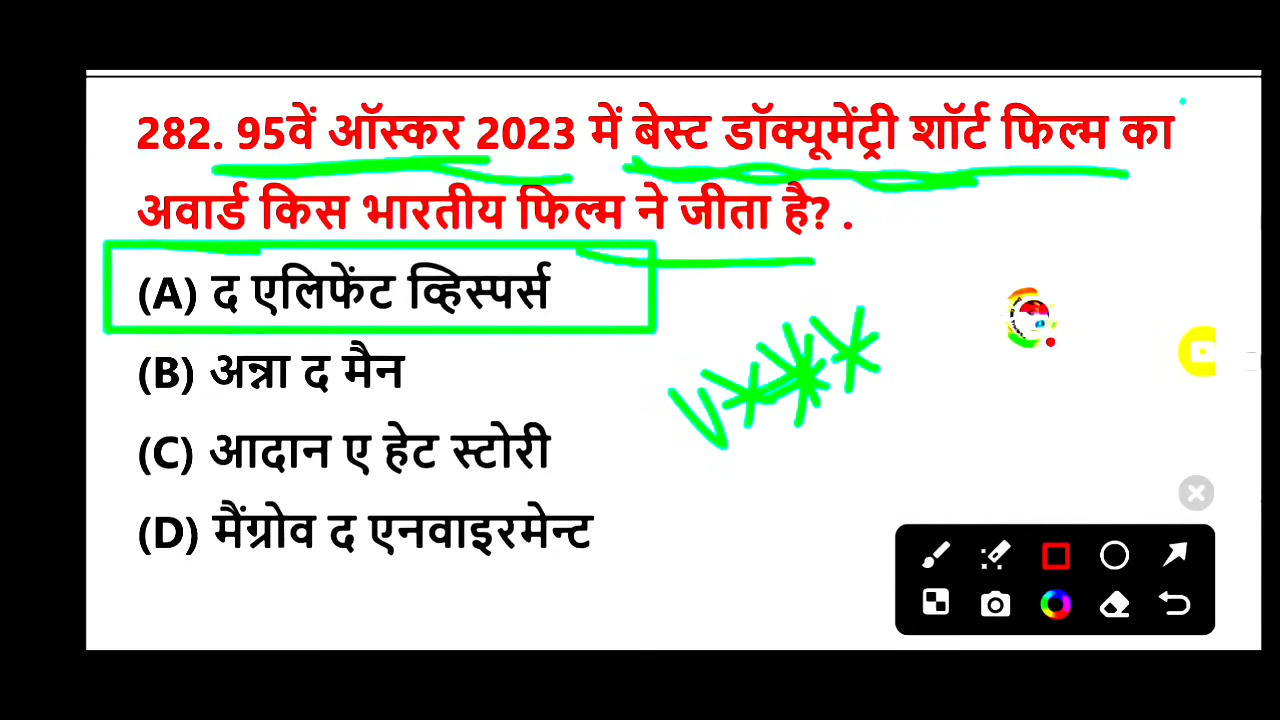 282. 95वें ऑस्कर 2023 में बेस्ट डॉक्यूमेंट्री शॉर्ट फिल्म का
अवार्ड किस भारतीय फिल्म ने जीता है? .
(A) द एलिफेंट व्हिस्पर्स
(B) अन्ना द मैन
(C) आदान ए हेट स्टोरी
(D) मैंग्रोव द एनवाइरमेन्ट